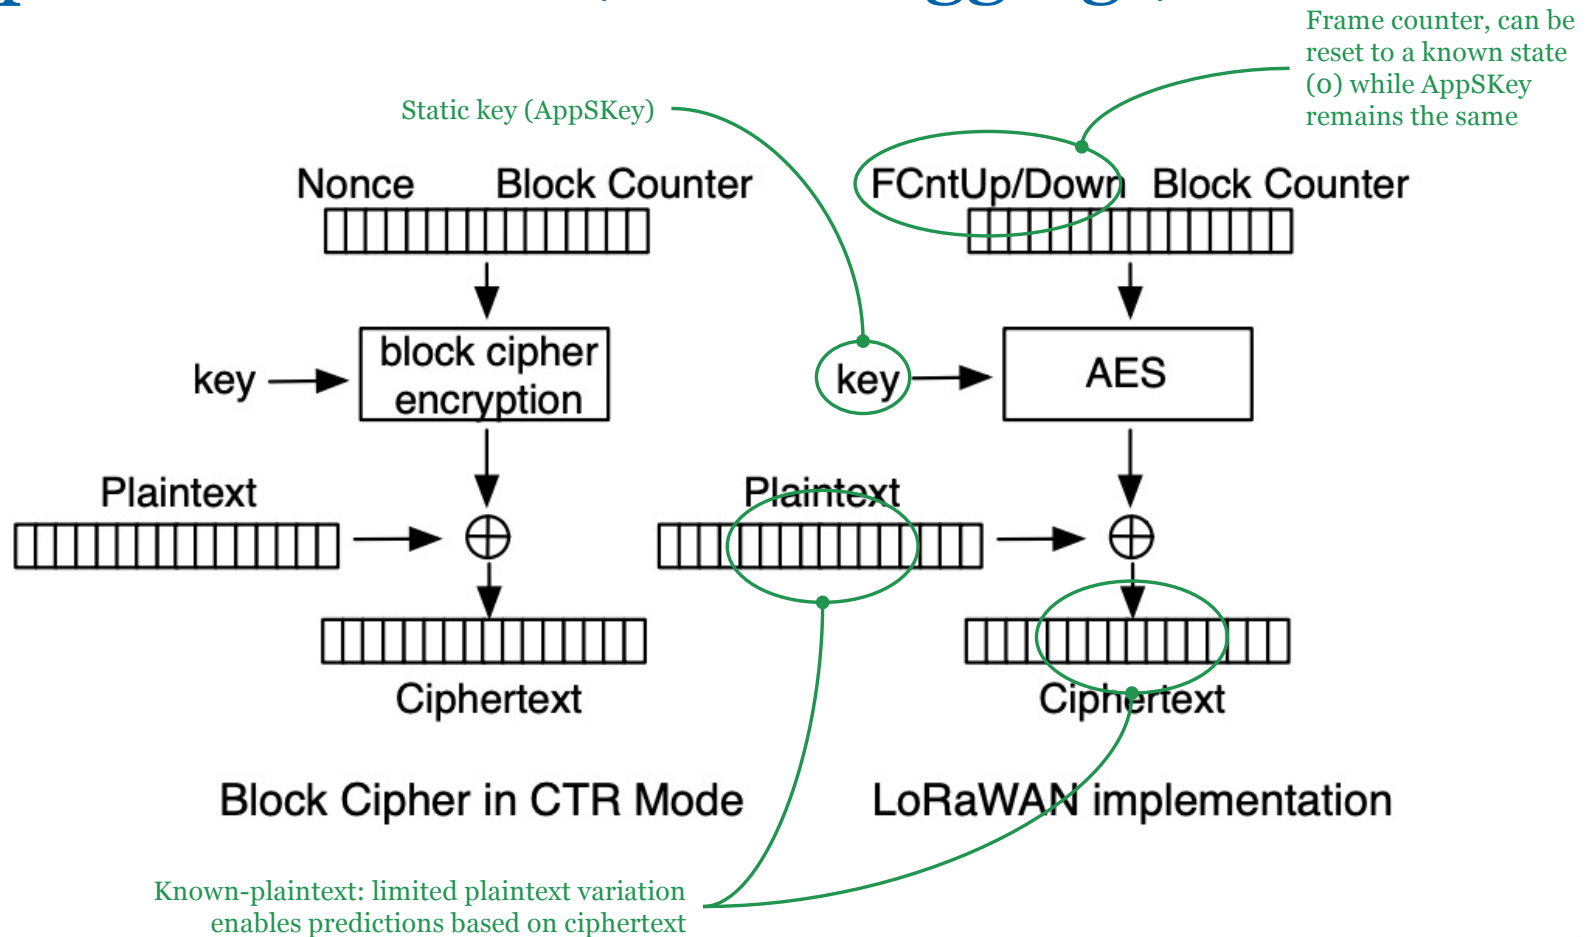 Frame counter, can be
reset to a known state
(0) while AppSKey
remains the same
Static key (AppSKey)
Nonce
Block Counter
FCntUp/Down
Block Counter
key
block cipher
encryption
key
AES
Plaintext
Plaintext
Ciphertext
Ciphertext
Block Cipher in CTR Mode
LoRaWAN implementation
Known-plaintext: limited plaintext variation
enables predictions based on ciphertext